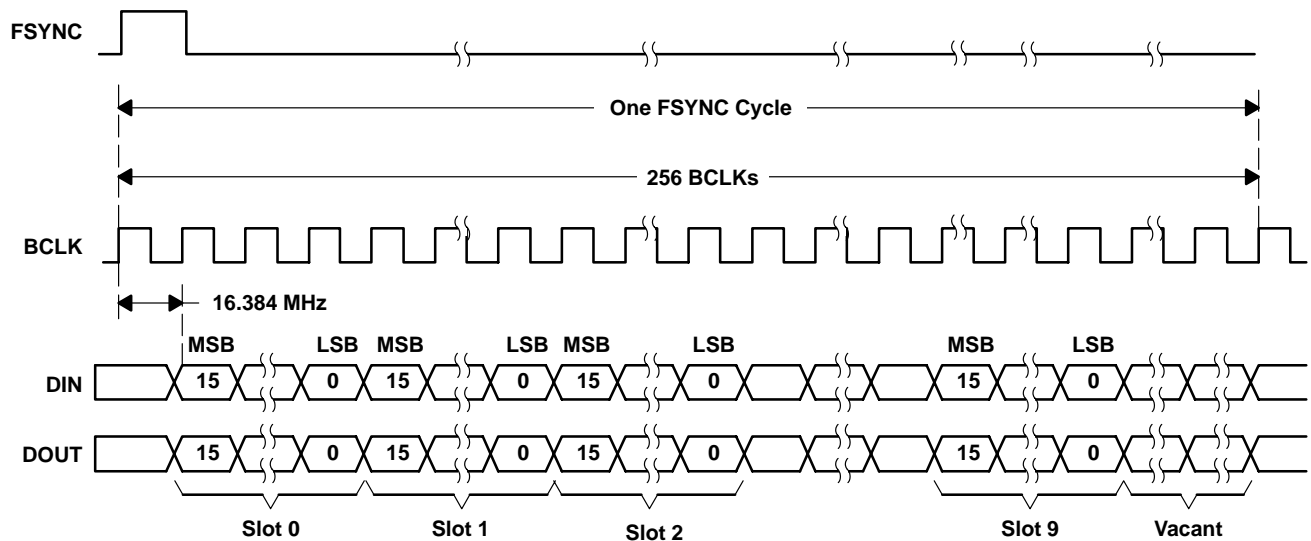 FSYNC
One FSYNC Cycle
256 BCLKs
BCLK
16.384 MHz
MSB LSB MSB LSB MSB LSB MSB LSB
DIN 15 0 15 0 15 0 15 0
DOUT 15 0 15 0 15 0 15 0
Slot 0 Slot 1 Slot 2 Slot 9 Vacant